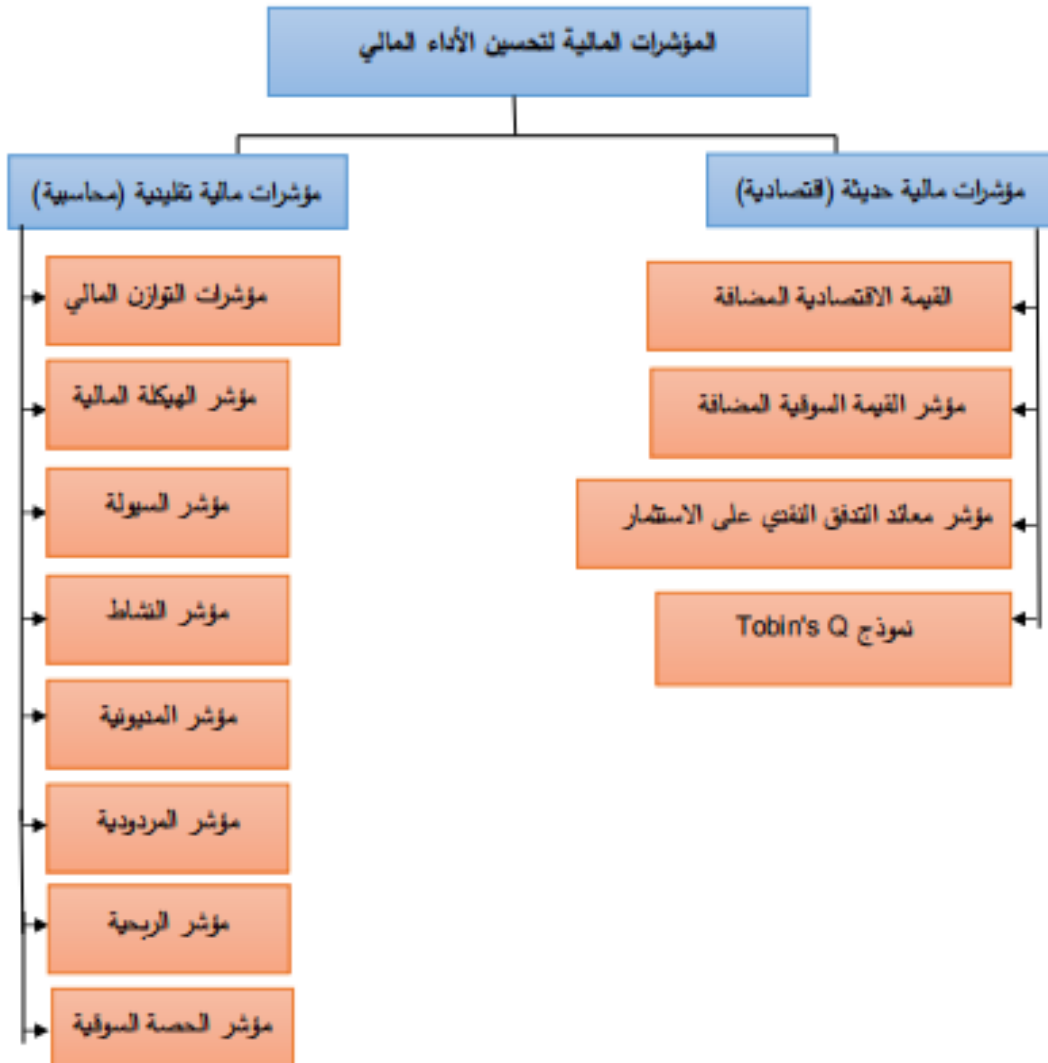 المؤشرات المالية لتحسين الأداء المالي
مؤشرات مالية حديثة (اقتصادية)
القيمة الاقتصادية المضافة
مؤشر القيمة السوقية المضافة
مؤشر معائد التدفق النقدي على الاستثمار
نموذج Tobin's Q
مؤشرات مالية تقليدية (محاسبية)
مؤشرات التوازن المالي
مؤشر الهيكلة المالية
مؤشر السيولة
مؤشر النشاط
مؤشر المديونية
مؤشر المردودية
مؤشر الربحية
مؤشر الحصة السوقية